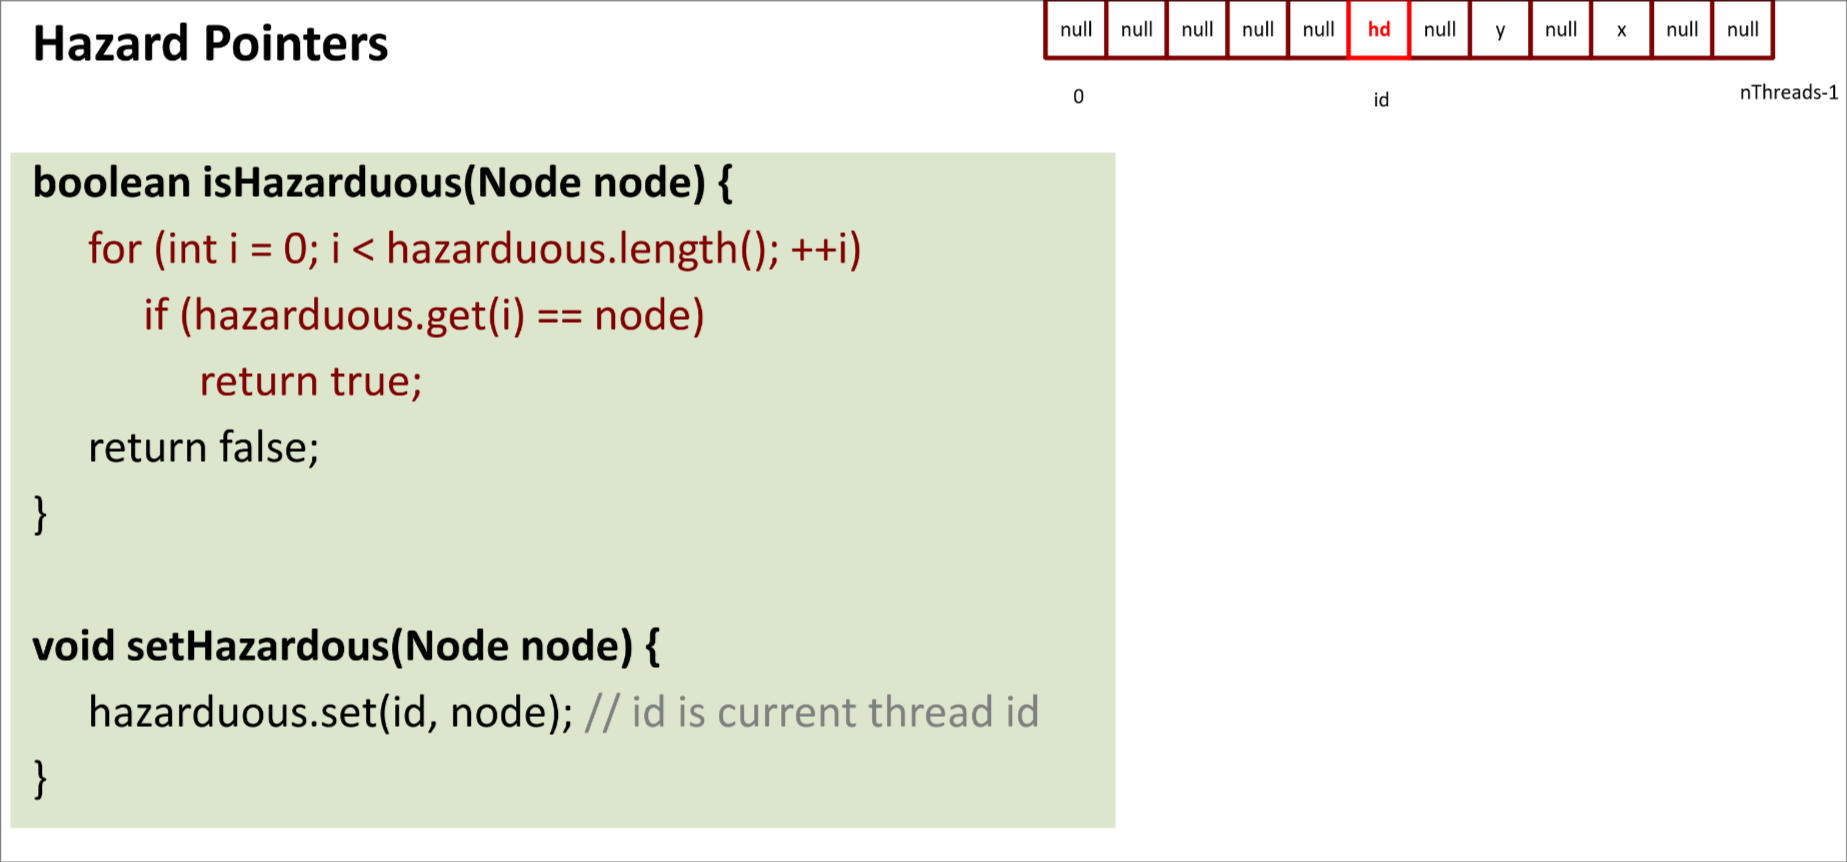 Hazard Pointers
null null null null null hd null y null x null null
0 id nThreads-1
boolean isHazarduous(Node node) {
for (int i = 0; i < hazarduous.length(); ++i)
if (hazarduous.get(i) == node)
return true;
return false;
}
void setHazardous(Node node) {
hazarduous.set(id, node); // id is current thread id
}